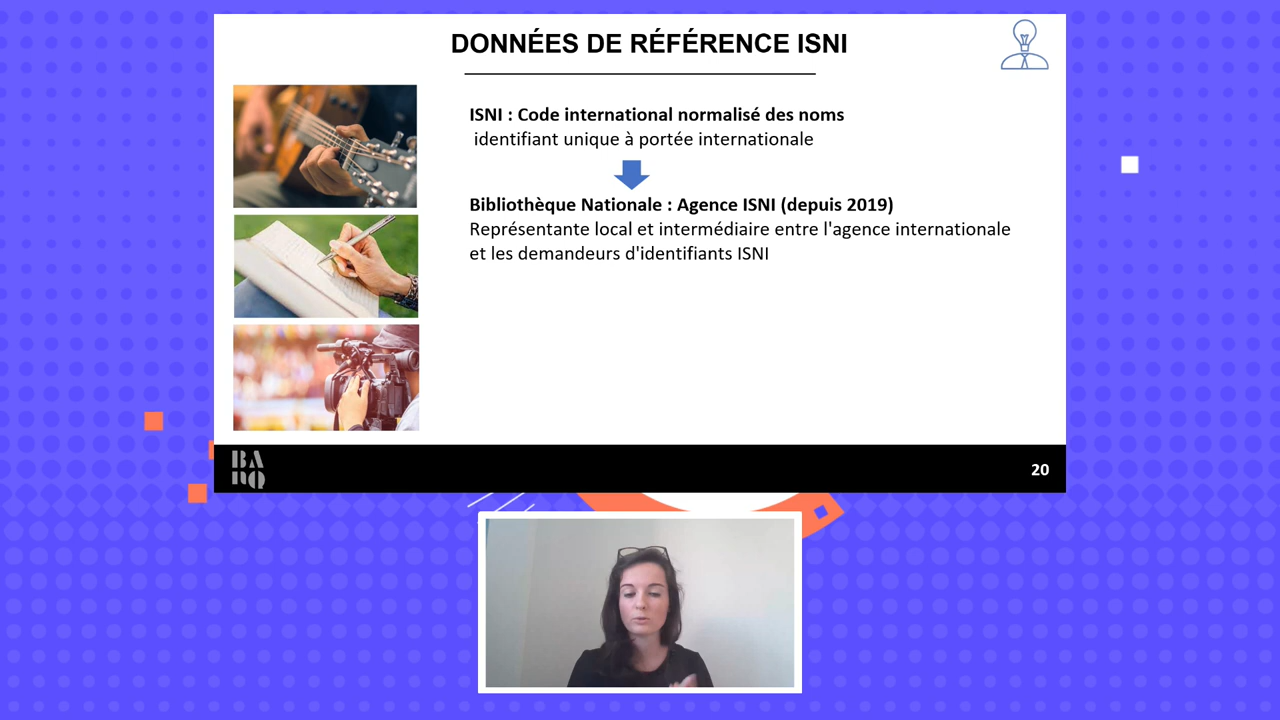 DONNÉES DE RÉFÉRENCE ISNI
ISNI : Code international normalisé des noms
identifiant unique à portée internationale
Bibliothèque Nationale : Agence ISNI (depuis 2019)
Représentante local et intermédiaire entre l'agence internationale
et les demandeurs d'identifiants ISNI
BA
NQ
20